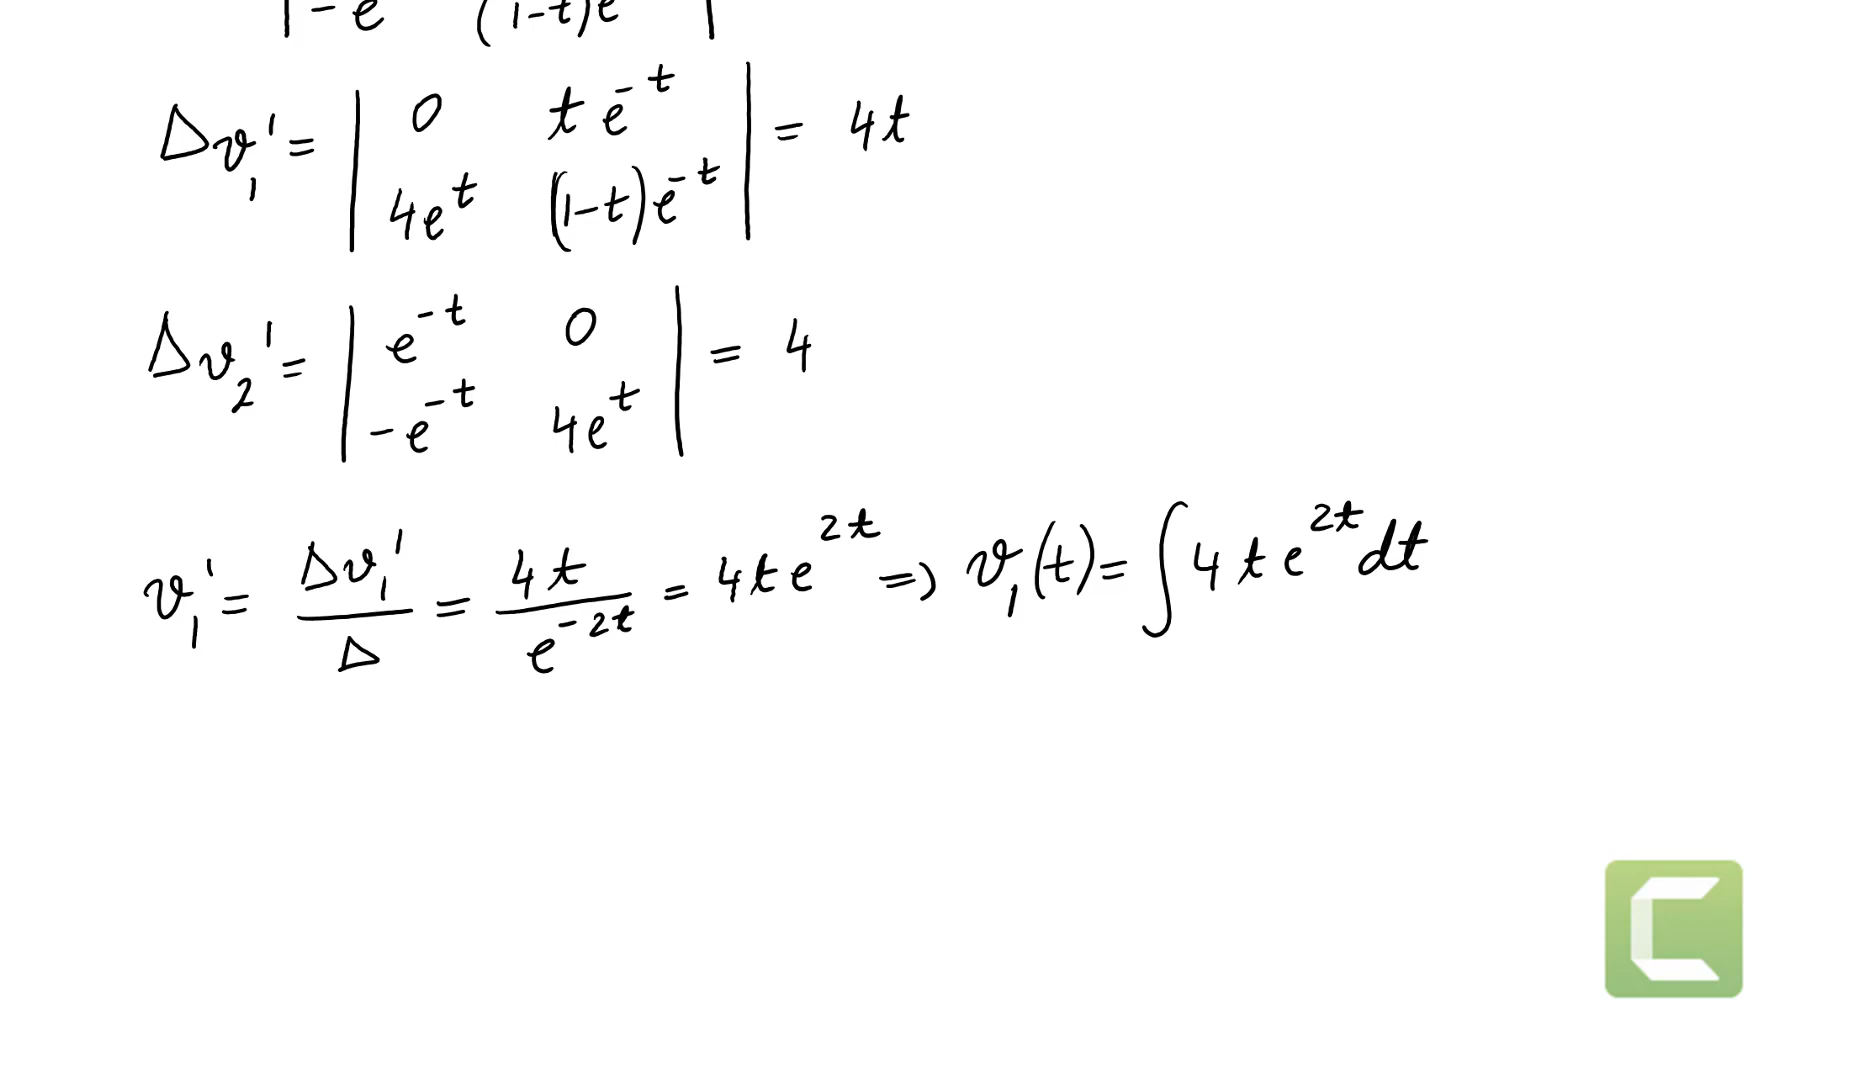 | -e (1-t)e |
Δv₁' = | 0 te^{-t} | = 4t
| 4e^t (1-t)e^{-t} |
Δv₂' = | e^{-t} 0 | = 4
| -e^{-t} 4e^t |
v₁' = Δv₁'/Δ = 4t/e^{-2t} = 4te^{2t} ⇒ v₁(t) = ∫4te^{2t}dt
C